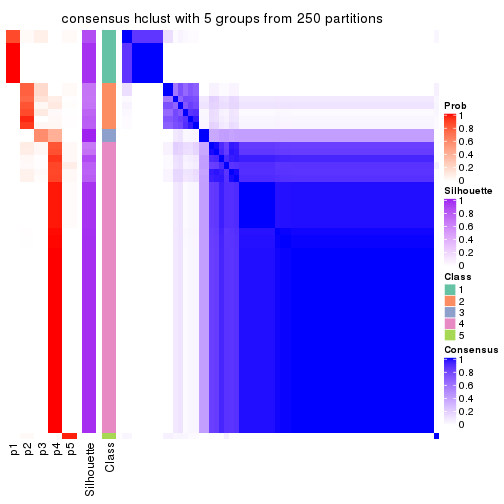 consensus hclust with 5 groups from 250 partitions
Prob
1
0.8
0.6
0.4
0.2
0
Silhouette
1
0.8
0.6
0.4
0.2
0
Class
1
2
3
4
5
Consensus
1
0.8
0.6
0.4
0.2
0
p1
p2
p3
p4
p5
Silhouette
Class